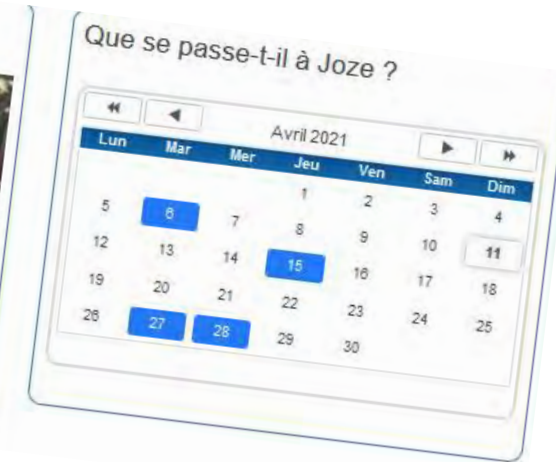 Que se passe-t-il à Joze ?
Avril 2021
Lun Mar Mer Jeu Ven Sam Dim
1 2 3 4
5 6 7 8 9 10 11
12 13 14 15 16 17 18
19 20 21 22 23 24 25
26 27 28 29 30